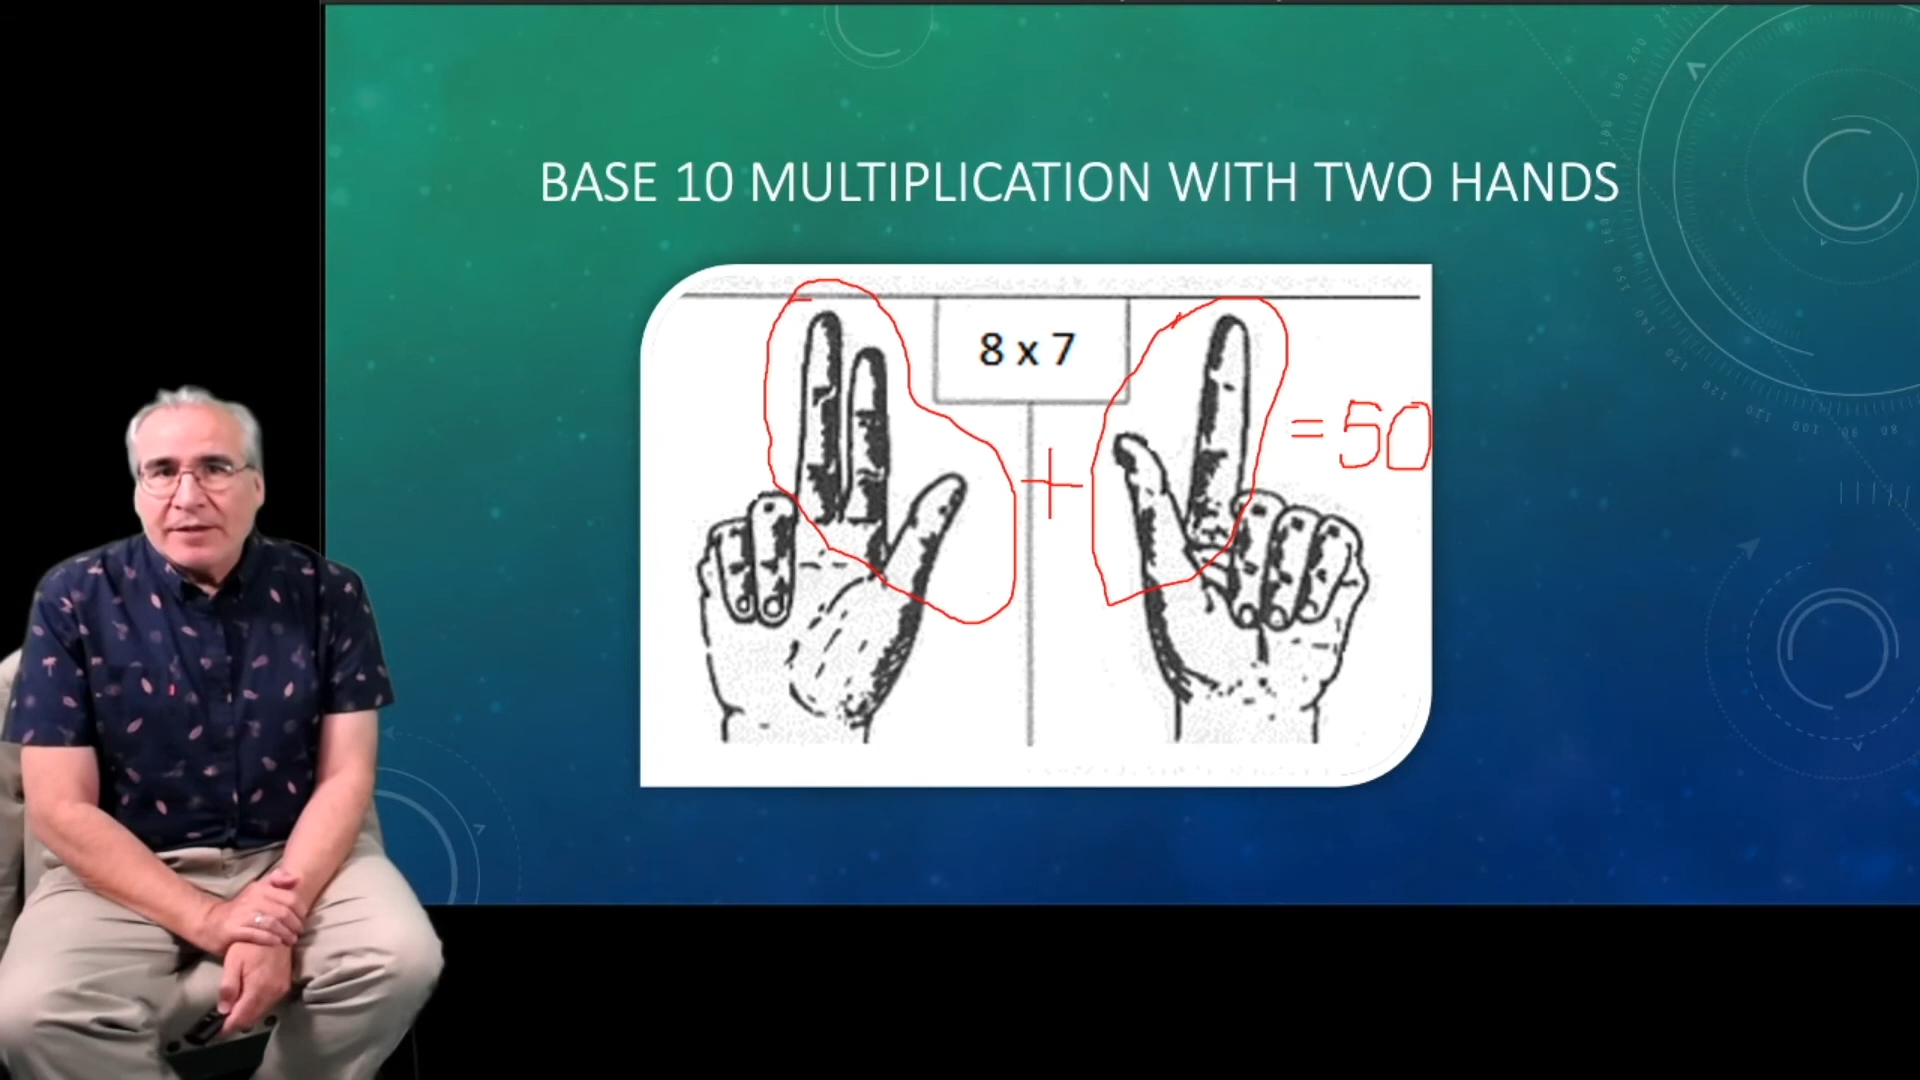 BASE 10 MULTIPLICATION WITH TWO HANDS
8 x 7
+
= 50